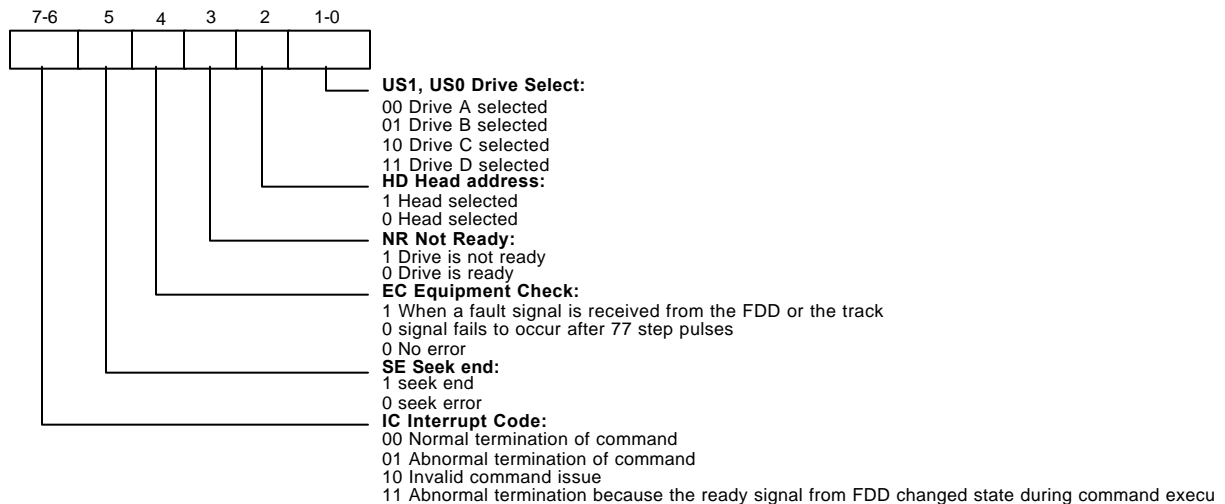 7-6 5 4 3 2 1-0
US1, US0 Drive Select:
00 Drive A selected
01 Drive B selected
10 Drive C selected
11 Drive D selected
HD Head address:
1 Head selected
0 Head selected
NR Not Ready:
1 Drive is not ready
0 Drive is ready
EC Equipment Check:
1 When a fault signal is received from the FDD or the track
0 signal fails to occur after 77 step pulses
0 No error
SE Seek end:
1 seek end
0 seek error
IC Interrupt Code:
00 Normal termination of command
01 Abnormal termination of command
10 Invalid command issue
11 Abnormal termination because the ready signal from FDD changed state during command execu